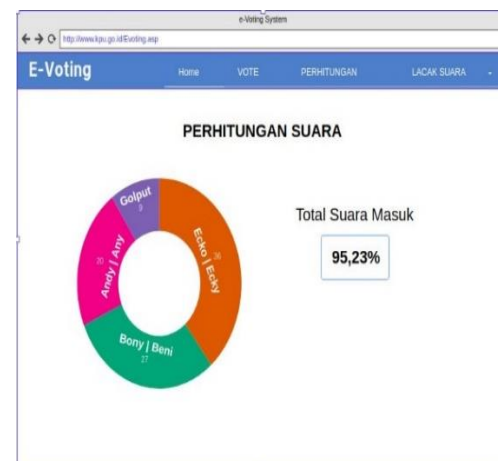 e-Voting System
http://www.kpu.go.id/Evoting.asp
E-Voting
Home VOTE PERHITUNGAN LACAK SUARA
PERHITUNGAN SUARA
Golput
9
Ecko | Ecky
Andy | Any
20
Bony | Beni
27
Total Suara Masuk
95,23%